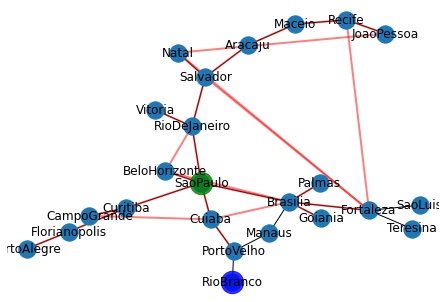 Recife
Maceio
JoaoPessoa
Aracaju
Natal
Salvador
Vitoria
RioDeJaneiro
BeloHorizonte
SaoPaulo
Palmas
Brasilia
Curitiba
CampoGrande
Cuiaba
Goiania
Fortaleza
SaoLuis
Teresina
Florianopolis
Manaus
rtoAlegre
PortoVelho
RioBranco